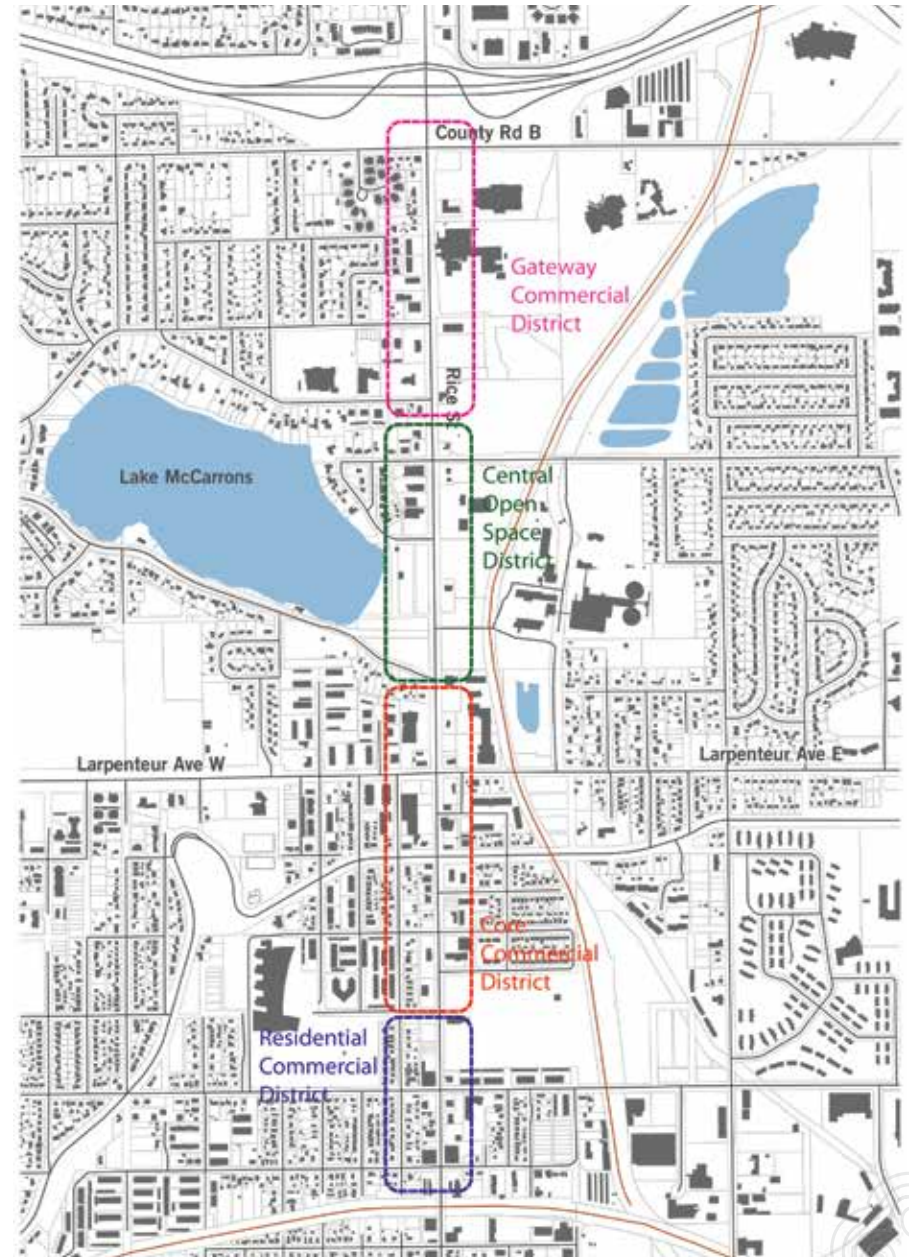 County Rd B
Gateway
Commercial
District
Rice St
Central
Open
Space
District
Lake McCarrons
Larpenteur Ave W
Larpenteur Ave E
Core
Commercial
District
Residential
Commercial
District